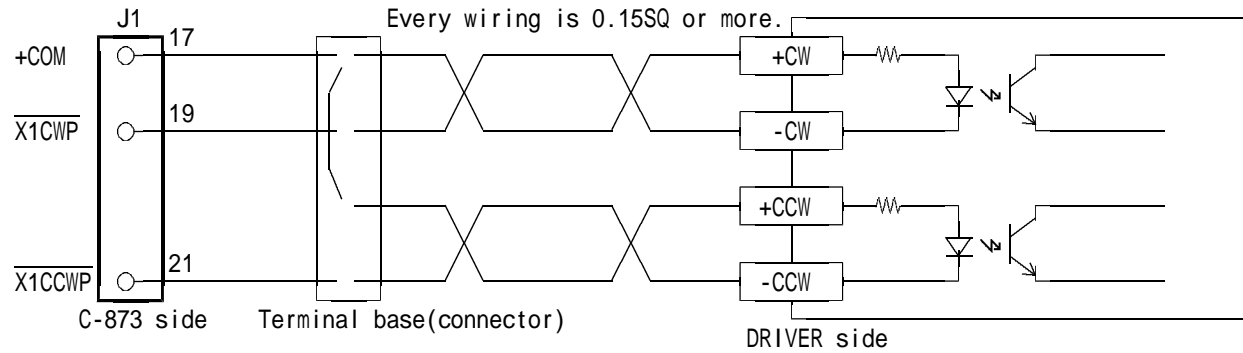 J1 Every wiring is 0.15SQ or more.
+COM 17 +CW
X1CWP 19 -CW
+CCW
X1CCWP 21 -CCW
C-873 side Terminal base(connector)
DRIVER side